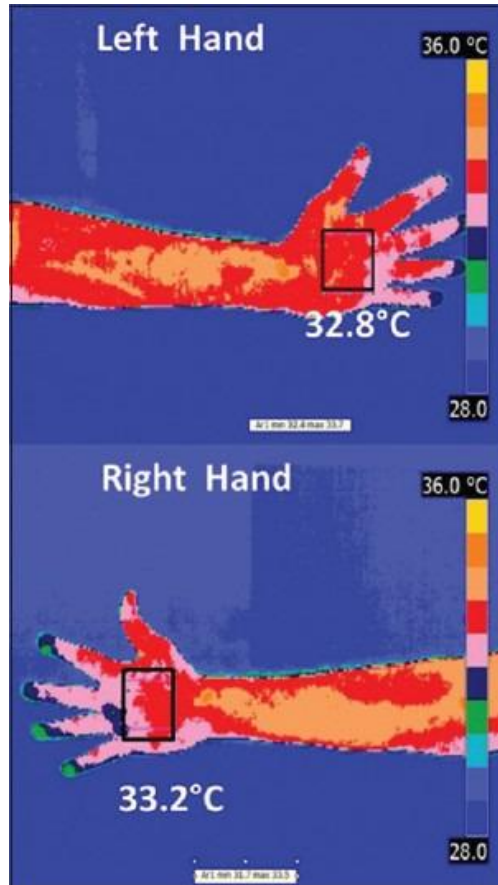 Left Hand
36.0 °C
32.8°C
28.0
Ar1 min 32.4 max 33.7
Right Hand
36.0 °C
33.2°C
28.0
Ar1 min 31.7 max 33.5